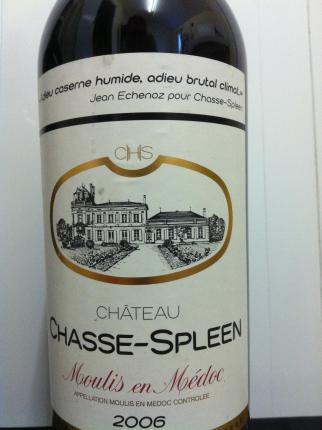 adieu caserne humide, adieu brutal climat..»
Jean Echenoz pour Chasse-Spleen
CHS
CHÂTEAU
CHASSE-SPLEEN
Moulis en Médoc
APPELLATION MOULIS EN MEDOC CONTROLEE
2006